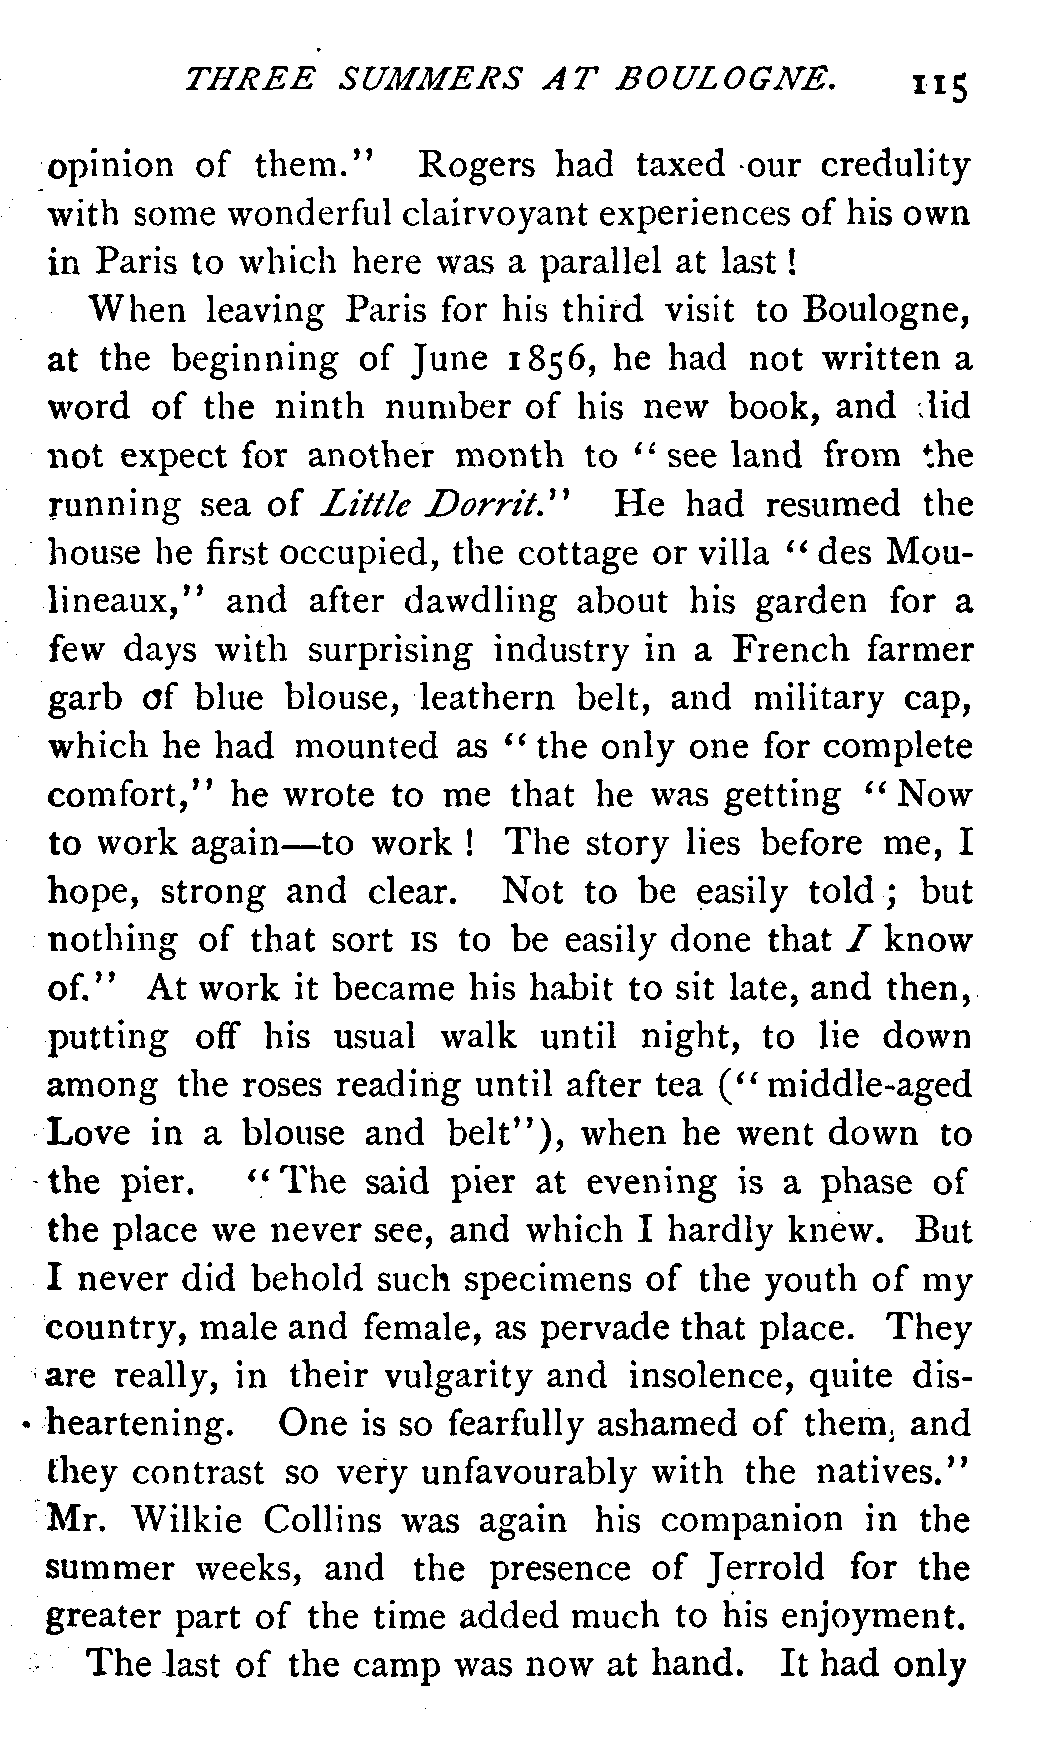 THREE SUMMERS AT BOULOGNE. 115
opinion of them." Rogers had taxed our credulity
with some wonderful clairvoyant experiences of his own
in Paris to which here was a parallel at last !
When leaving Paris for his third visit to Boulogne,
at the beginning of June 1856, he had not written a
word of the ninth number of his new book, and did
not expect for another month to "see land from the
running sea of Little Dorrit." He had resumed the
house he first occupied, the cottage or villa "des Mou-
lineaux," and after dawdling about his garden for a
few days with surprising industry in a French farmer
garb of blue blouse, leathern belt, and military cap,
which he had mounted as "the only one for complete
comfort," he wrote to me that he was getting "Now
to work again—to work ! The story lies before me, I
hope, strong and clear. Not to be easily told ; but
nothing of that sort IS to be easily done that I know
of." At work it became his habit to sit late, and then,
putting off his usual walk until night, to lie down
among the roses reading until after tea ("middle-aged
Love in a blouse and belt"), when he went down to
the pier. "The said pier at evening is a phase of
the place we never see, and which I hardly knew. But
I never did behold such specimens of the youth of my
country, male and female, as pervade that place. They
are really, in their vulgarity and insolence, quite dis-
heartening. One is so fearfully ashamed of them, and
they contrast so very unfavourably with the natives."
Mr. Wilkie Collins was again his companion in the
summer weeks, and the presence of Jerrold for the
greater part of the time added much to his enjoyment.
The last of the camp was now at hand. It had only